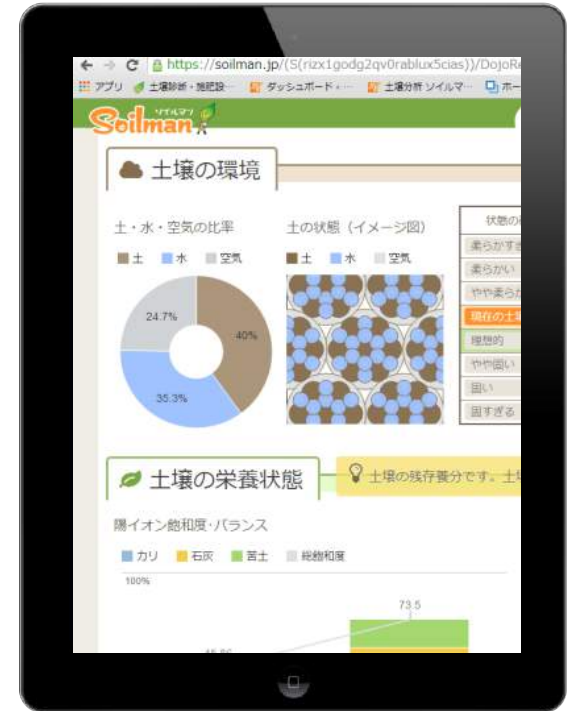 https://soilman.jp/(S(rizx1godg2qv0rablux5cias))/DojoRe
アプリ 土壌診断・施肥設… ダッシュボード・… 土壌分析 ソイルマ… ホー
Soilman
ソイルマン
土壌の環境
土・水・空気の比率
土 水 空気
24.7%
40%
35.3%
土の状態（イメージ図）
土 水 空気
状態の
柔らかすぎ
柔らかい
やや柔らか
現在の土壌
理想的
やや固い
固い
固すぎる
土壌の栄養状態
土壌の残存養分です。土壌
陽イオン飽和度・バランス
カリ 石灰 苦土 総飽和度
100%
73.5